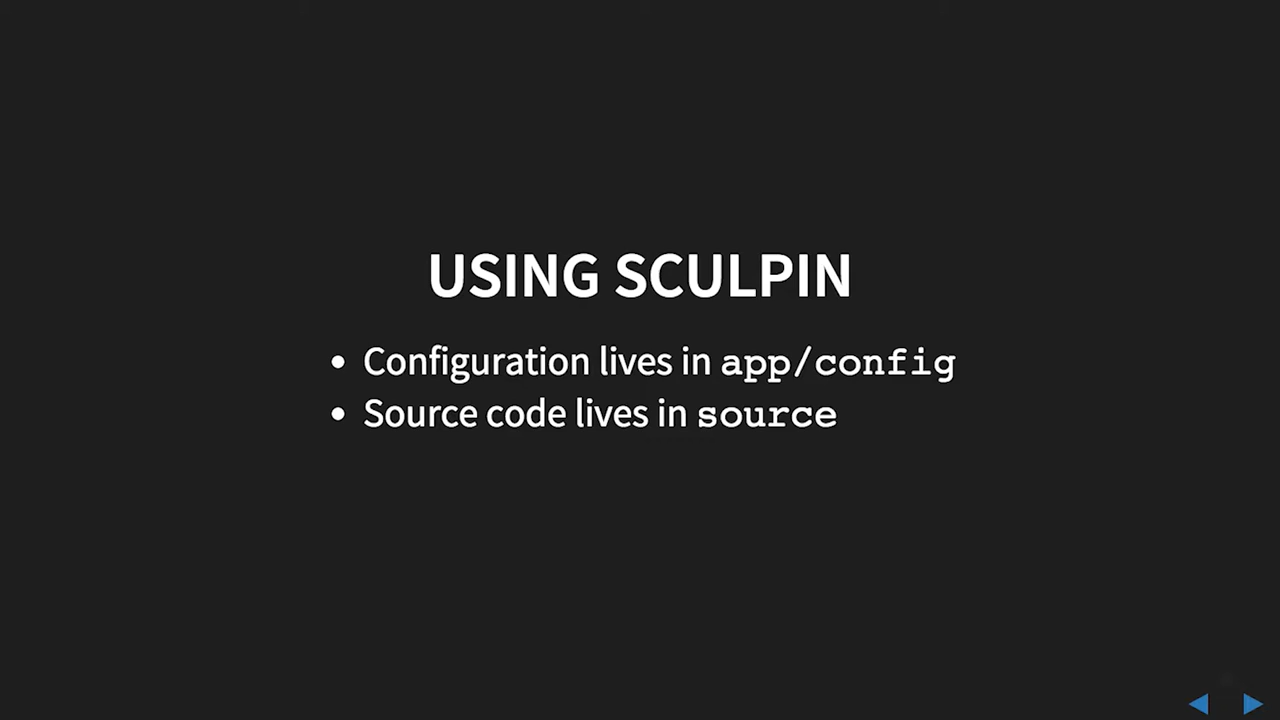 USING SCULPIN
• Configuration lives in app/config
• Source code lives in source